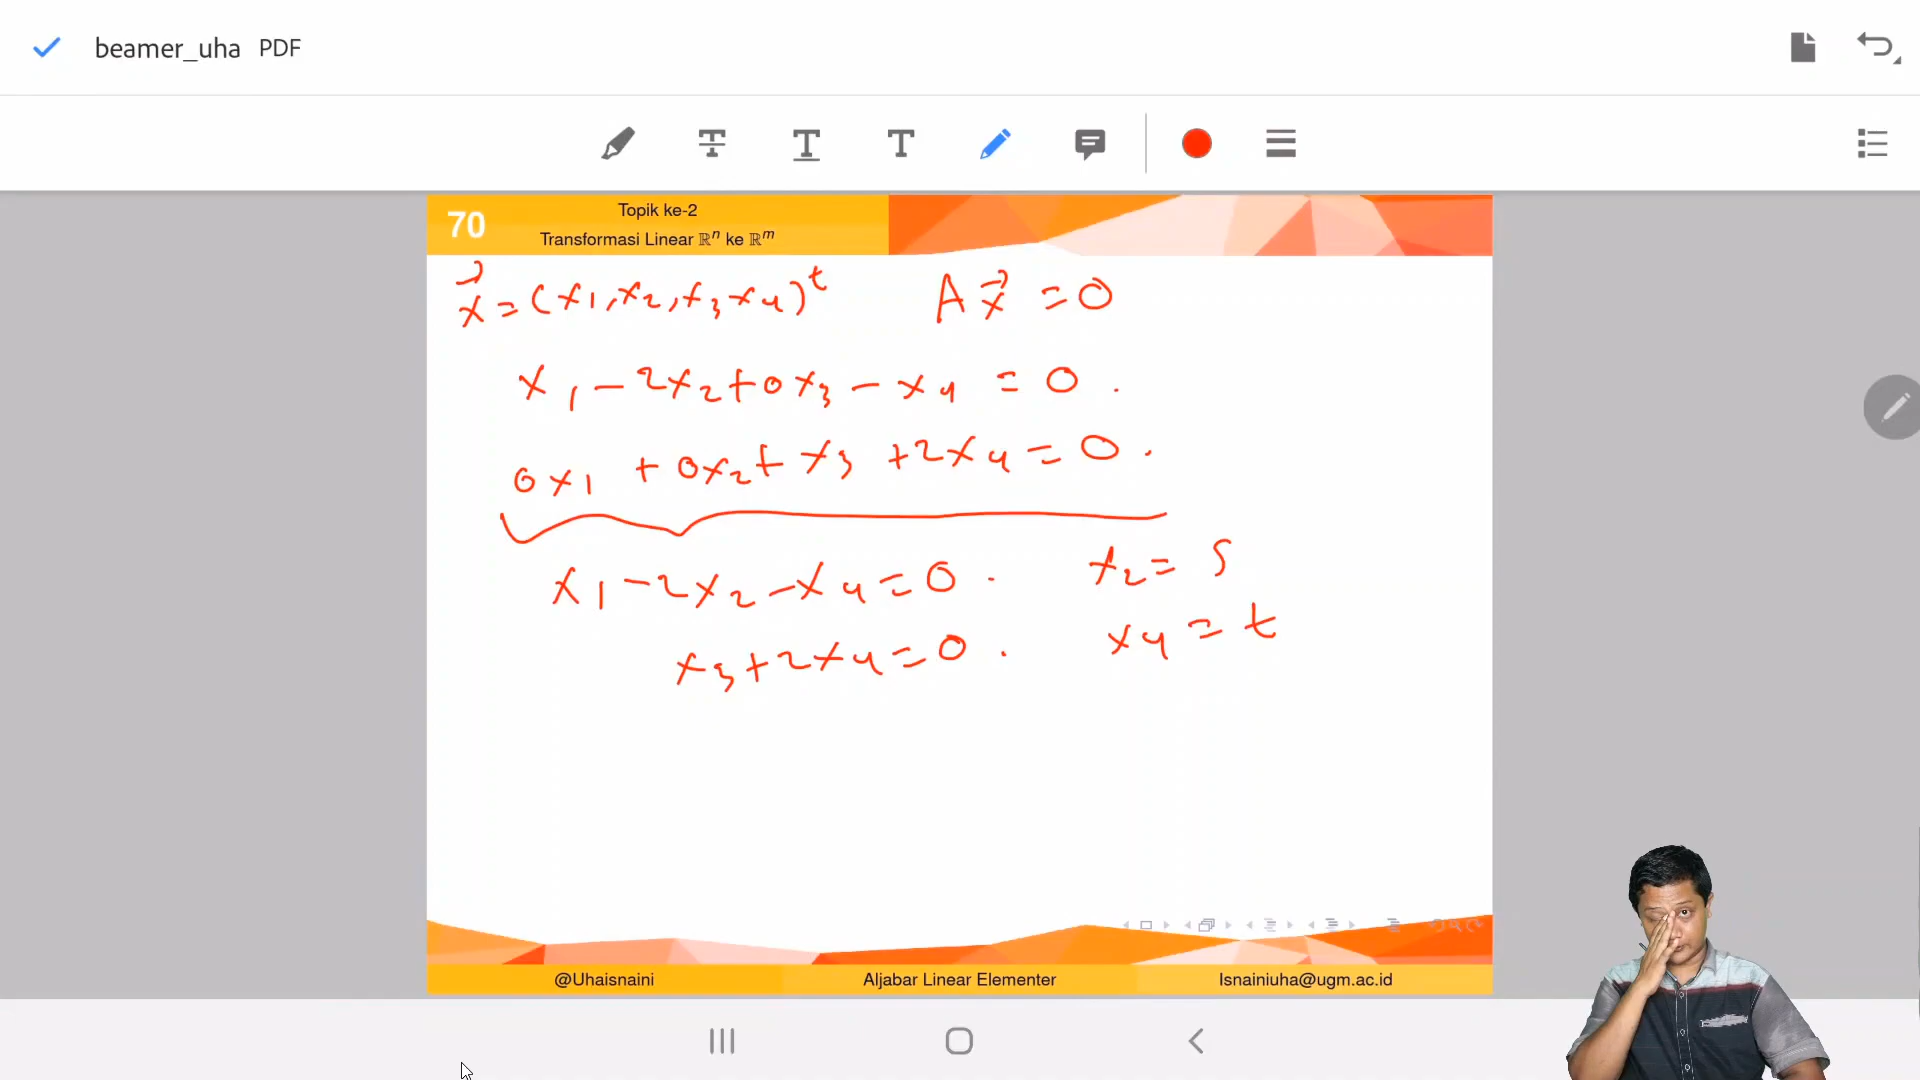 beamer_uha PDF
70
Topik ke-2
Transformasi Linear ℝⁿ ke ℝᵐ
x⃗ = (x1, x2, x3 x4)ᵗ
Ax⃗ = 0
x1 - 2x2 + 0x3 - x4 = 0 .
0x1 + 0x2 + x3 + 2x4 = 0 .
x1 - 2x2 - x4 = 0 .
x2 = s
x3 + 2x4 = 0 .
x4 = t
@Uhaisnaini
Aljabar Linear Elementer
Isnainiuha@ugm.ac.id